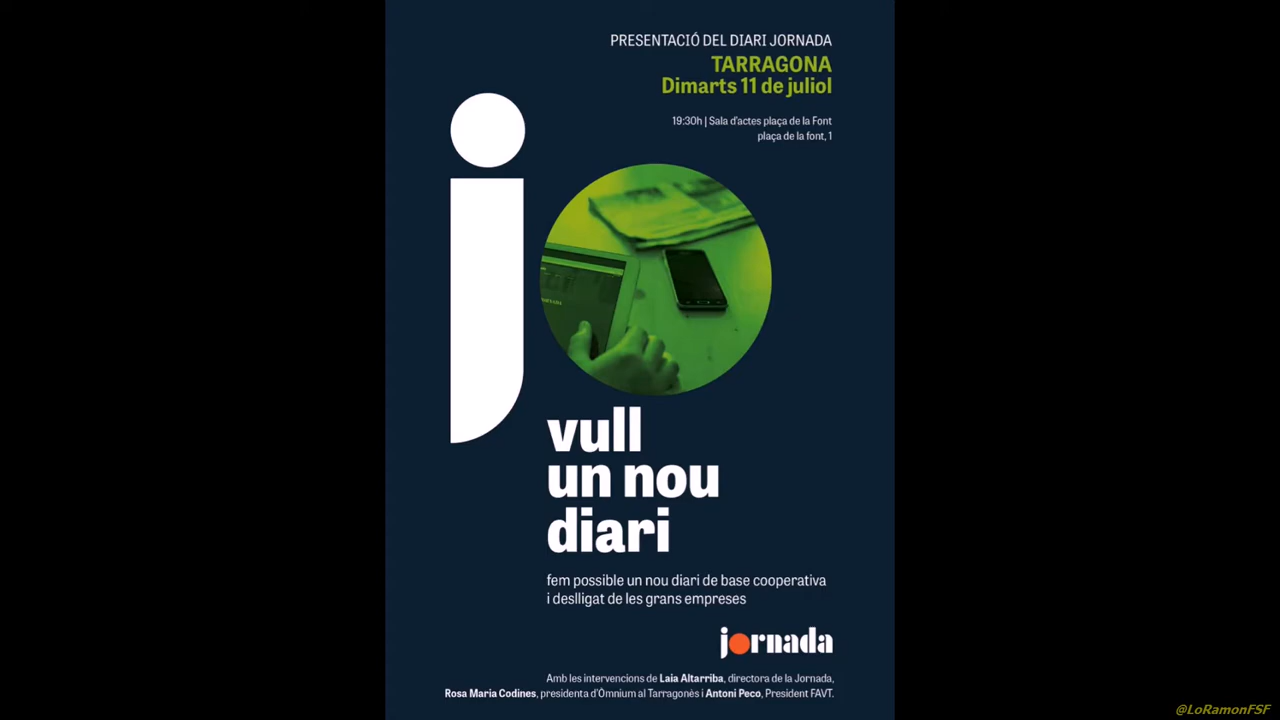 PRESENTACIÓ DEL DIARI JORNADA
TARRAGONA
Dimarts 11 de juliol
19:30h | Sala d'actes plaça de la Font
plaça de la font, 1
jo
vull
un nou
diari
fem possible un nou diari de base cooperativa
i deslligat de les grans empreses
jornada
Amb les intervencions de Laia Altarriba, directora de la Jornada,
Rosa Maria Codines, presidenta d'Òmnium al Tarragonès i Antoni Peco, President FAVT.
@LoRamonFSF